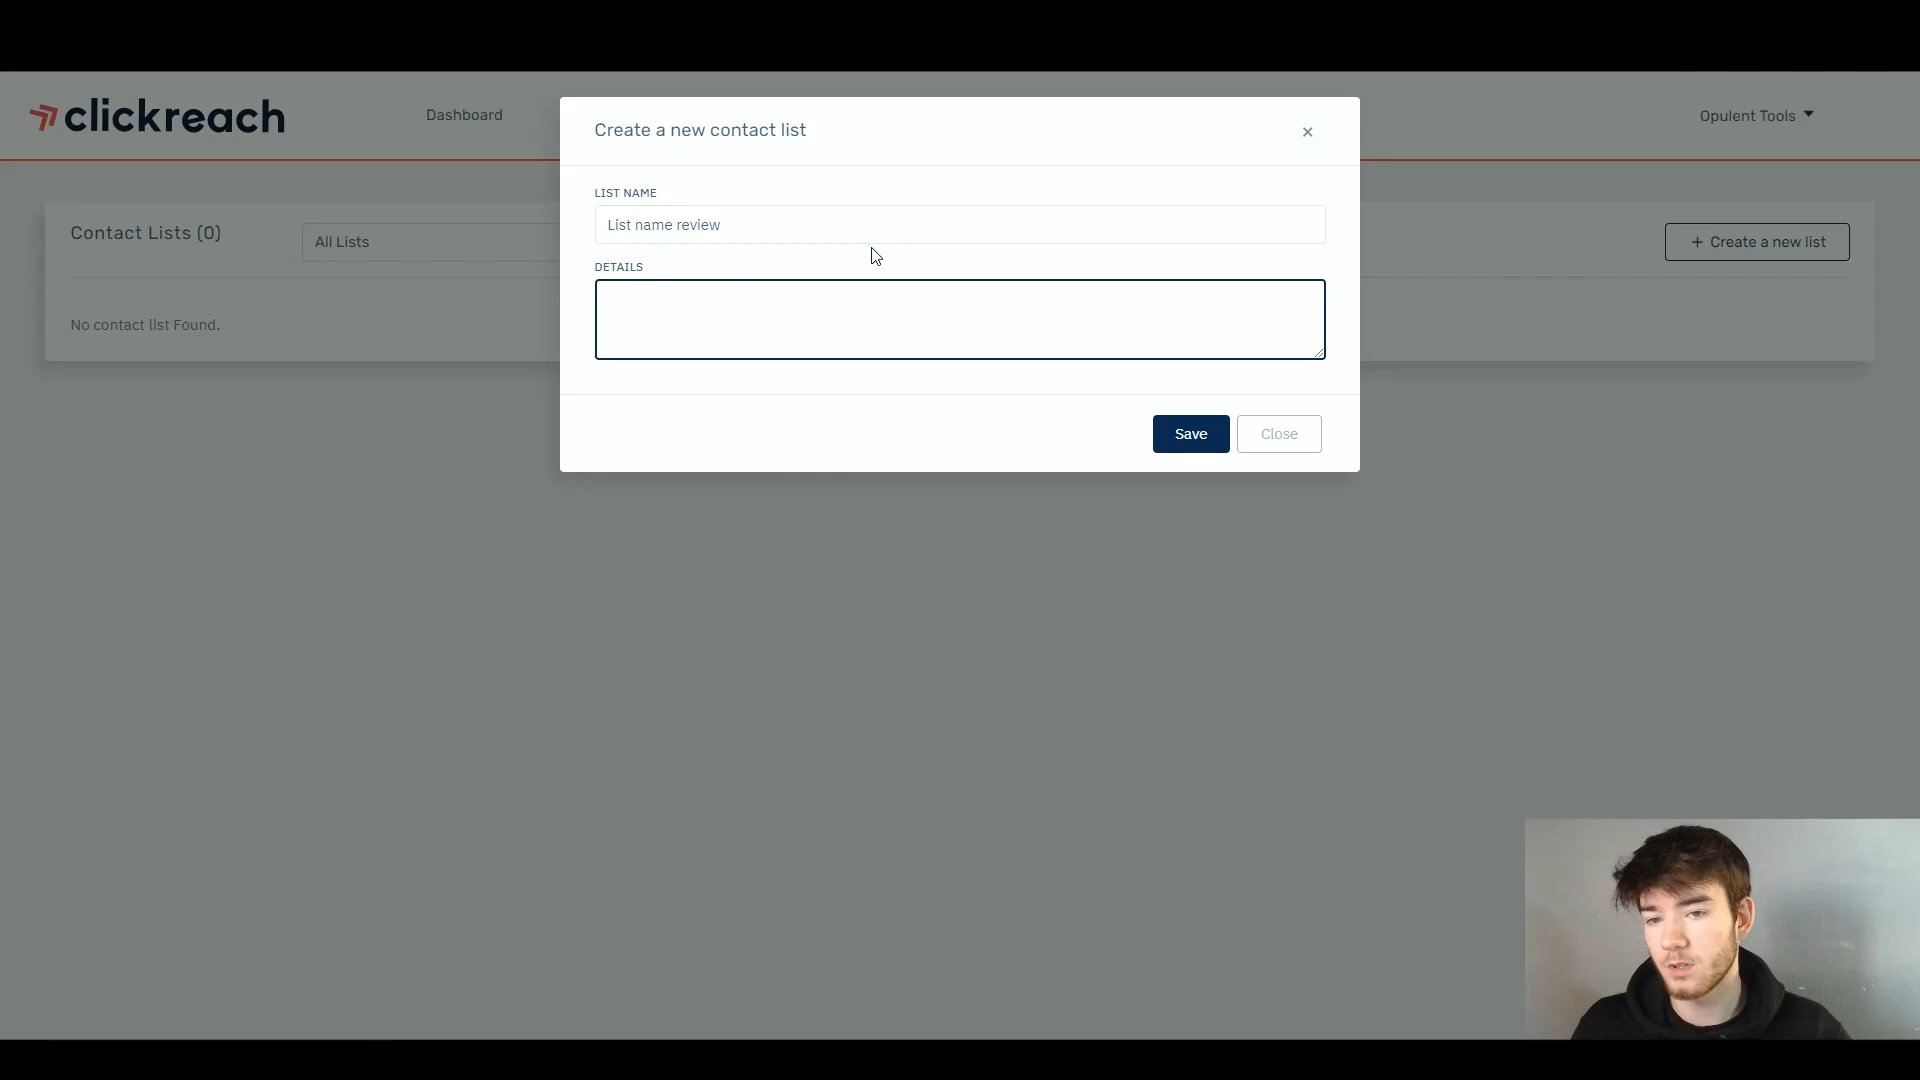 clickreach
Dashboard
Opulent Tools
Create a new contact list
×
LIST NAME
List name review
DETAILS
Save
Close
Contact Lists (0)
All Lists
+ Create a new list
No contact list Found.